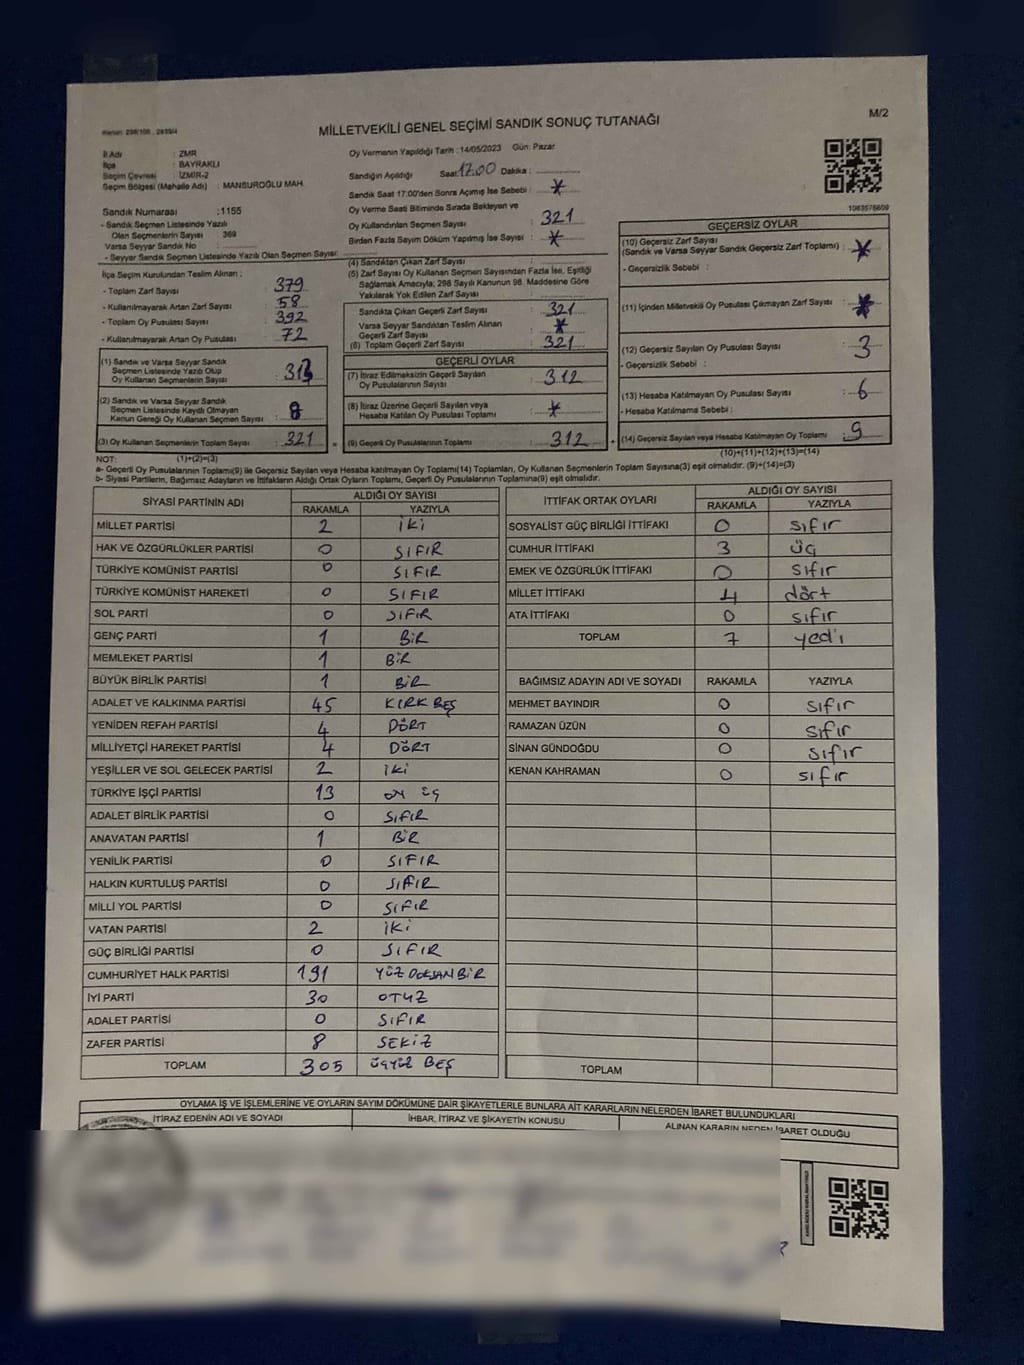 M/2
Kanun: 298/105 , 2839/4
MİLLETVEKİLİ GENEL SEÇİMİ SANDIK SONUÇ TUTANAĞI
İl Adı : ZMR
İlçe : BAYRAKLI
Seçim Çevresi : İZMİR-2
Seçim Bölgesi (Mahalle Adı) : MANSUROĞLU MAH.
Sandık Numarası : 1155
- Sandık Seçmen Listesinde Yazılı
Olan Seçmenlerin Sayısı : 369
Varsa Seyyar Sandık No :
- Seyyar Sandık Seçmen Listesinde Yazılı Olan Seçmen Sayısı:
Oy Vermenin Yapıldığı Tarih : 14/05/2023 Gün: Pazar
Sandığın Açıldığı Saat 17.00 Dakika :
Sandık Saat 17:00'den Sonra Açımış İse Sebebi : *
Oy Verme Saati Bitiminde Sırada Bekleyen ve
Oy Kullandırılan Seçmen Sayısı : 321
Birden Fazla Sayım Döküm Yapılmış İse Sayısı : *
1083576609
İlçe Seçim Kurulundan Teslim Alınan ;
- Toplam Zarf Sayısı : 379
- Kullanılmayarak Artan Zarf Sayısı : 58
- Toplam Oy Pusulası Sayısı : 392
- Kullanılmayarak Artan Oy Pusulası : 72
(1) Sandık ve Varsa Seyyar Sandık
Seçmen Listesinde Yazılı Olup
Oy Kullanan Seçmenlerin Sayısı : 313
(2) Sandık ve Varsa Seyyar Sandık
Seçmen Listesinde Kayıtlı Olmayan
Kanun Gereği Oy Kullanan Seçmen Sayısı : 8
(3) Oy Kullanan Seçmenlerin Toplam Sayısı : 321
(4) Sandıktan Çıkan Zarf Sayısı :
(5) Zarf Sayısı Oy Kullanan Seçmen Sayısından Fazla İse, Eşitliği
Sağlamak Amacıyla; 298 Sayılı Kanunun 98. Maddesine Göre
Yakılarak Yok Edilen Zarf Sayısı :
Sandıkta Çıkan Geçerli Zarf Sayısı : 321
Varsa Seyyar Sandıktan Teslim Alınan
Geçerli Zarf Sayısı : *
(6) Toplam Geçerli Zarf Sayısı : 321
GEÇERLİ OYLAR
(7) İtiraz Edilmeksizin Geçerli Sayılan
Oy Pusulalarının Sayısı : 312
(8) İtiraz Üzerine Geçerli Sayılan veya
Hesaba Katılan Oy Pusulası Toplamı : *
= (9) Geçerli Oy Pusulalarının Toplamı : 312
GEÇERSİZ OYLAR
(10) Geçersiz Zarf Sayısı
(Sandık ve Varsa Seyyar Sandık Geçersiz Zarf Toplamı) : *
- Geçersizlik Sebebi :
(11) İçinden Milletvekili Oy Pusulası Çıkmayan Zarf Sayısı : *
(12) Geçersiz Sayılan Oy Pusulası Sayısı : 3
- Geçersizlik Sebebi :
(13) Hesaba Katılmayan Oy Pusulası Sayısı : 6
- Hesaba Katılmama Sebebi :
+ (14) Geçersiz Sayılan veya Hesaba Katılmayan Oy Toplamı : 9
NOT: (1)+(2)=(3)
(10)+(11)+(12)+(13)=(14)
a- Geçerli Oy Pusulalarının Toplamı(9) ile Geçersiz Sayılan veya Hesaba katılmayan Oy Toplamı(14) Toplamları, Oy Kullanan Seçmenlerin Toplam Sayısına(3) eşit olmalıdır. (9)+(14)=(3)
b- Siyasi Partilerin, Bağımsız Adayların ve İttifakların Aldığı Ortak Oyların Toplamı, Geçerli Oy Pusulalarının Toplamına(9) eşit olmalıdır.
SİYASİ PARTİNİN ADI ALDIĞI OY SAYISI
RAKAMLA YAZIYLA
MİLLET PARTİSİ 2 İKİ
HAK VE ÖZGÜRLÜKLER PARTİSİ 0 SIFIR
TÜRKİYE KOMÜNİST PARTİSİ 0 SIFIR
TÜRKİYE KOMÜNİST HAREKETİ 0 SIFIR
SOL PARTİ 0 SIFIR
GENÇ PARTİ 1 BİR
MEMLEKET PARTİSİ 1 BİR
BÜYÜK BİRLİK PARTİSİ 1 BİR
ADALET VE KALKINMA PARTİSİ 45 KIRK BEŞ
YENİDEN REFAH PARTİSİ 4 DÖRT
MİLLİYETÇİ HAREKET PARTİSİ 4 DÖRT
YEŞİLLER VE SOL GELECEK PARTİSİ 2 İKİ
TÜRKİYE İŞÇİ PARTİSİ 13 ON ÜÇ
ADALET BİRLİK PARTİSİ 0 SIFIR
ANAVATAN PARTİSİ 1 BİR
YENİLİK PARTİSİ 0 SIFIR
HALKIN KURTULUŞ PARTİSİ 0 SIFIR
MİLLİ YOL PARTİSİ 0 SIFIR
VATAN PARTİSİ 2 İKİ
GÜÇ BİRLİĞİ PARTİSİ 0 SIFIR
CUMHURİYET HALK PARTİSİ 191 YÜZ DOKSAN BİR
İYİ PARTİ 30 OTUZ
ADALET PARTİSİ 0 SIFIR
ZAFER PARTİSİ 8 SEKİZ
TOPLAM 305 ÜÇYÜZ BEŞ
İTTİFAK ORTAK OYLARI ALDIĞI OY SAYISI
RAKAMLA YAZIYLA
SOSYALİST GÜÇ BİRLİĞİ İTTİFAKI 0 sıfır
CUMHUR İTTİFAKI 3 üç
EMEK VE ÖZGÜRLÜK İTTİFAKI 0 sıfır
MİLLET İTTİFAKI 4 dört
ATA İTTİFAKI 0 sıfır
TOPLAM 7 yedi
BAĞIMSIZ ADAYIN ADI VE SOYADI RAKAMLA YAZIYLA
MEHMET BAYINDIR 0 sıfır
RAMAZAN ÜZÜN 0 sıfır
SİNAN GÜNDOĞDU 0 sıfır
KENAN KAHRAMAN 0 sıfır
TOPLAM
OYLAMA İŞ VE İŞLEMLERİNE VE OYLARIN SAYIM DÖKÜMÜNE DAİR ŞİKAYETLERLE BUNLARA AİT KARARLARIN NELERDEN İBARET BULUNDUKLARI
İTİRAZ EDENİN ADI VE SOYADI İHBAR, İTİRAZ VE ŞİKAYETİN KONUSU ALINAN KARARIN NEDEN İBARET OLDUĞU